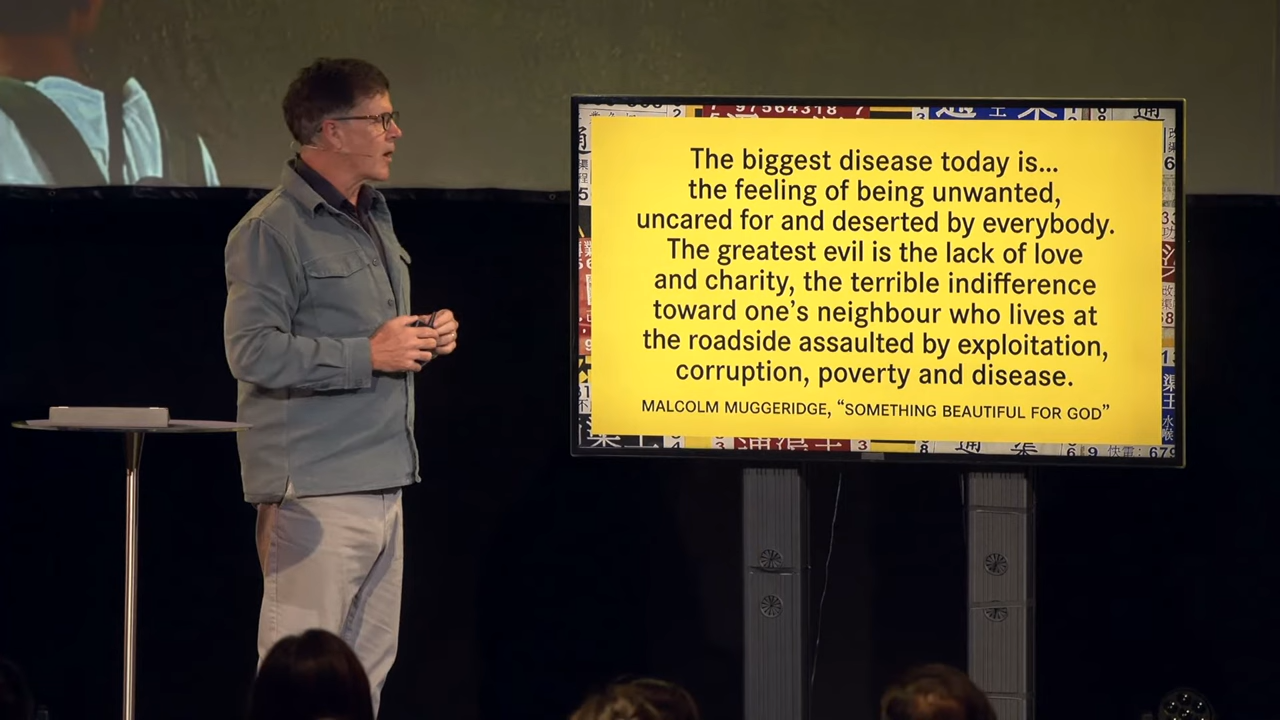 97564318 7
The biggest disease today is...
the feeling of being unwanted,
uncared for and deserted by everybody.
The greatest evil is the lack of love
and charity, the terrible indifference
toward one's neighbour who lives at
the roadside assaulted by exploitation,
corruption, poverty and disease.
MALCOLM MUGGERIDGE, “SOMETHING BEAUTIFUL FOR GOD”